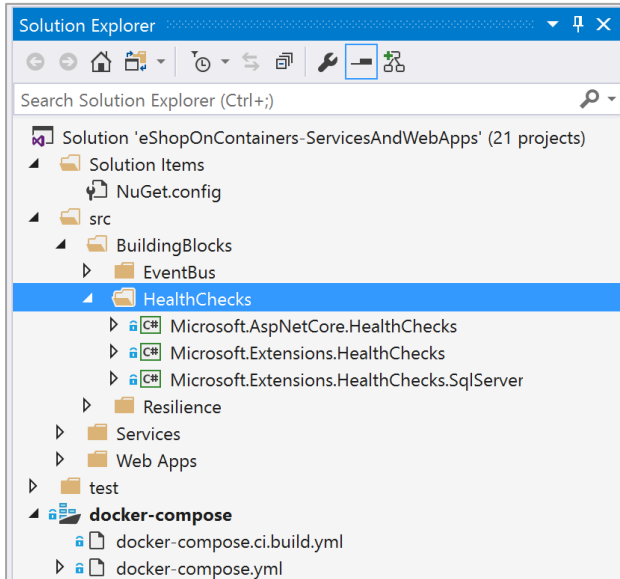 Solution Explorer
Search Solution Explorer (Ctrl+;)
Solution 'eShopOnContainers-ServicesAndWebApps' (21 projects)
Solution Items
NuGet.config
src
BuildingBlocks
EventBus
HealthChecks
C# Microsoft.AspNetCore.HealthChecks
C# Microsoft.Extensions.HealthChecks
C# Microsoft.Extensions.HealthChecks.SqlServer
Resilience
Services
Web Apps
test
docker-compose
docker-compose.ci.build.yml
docker-compose.yml